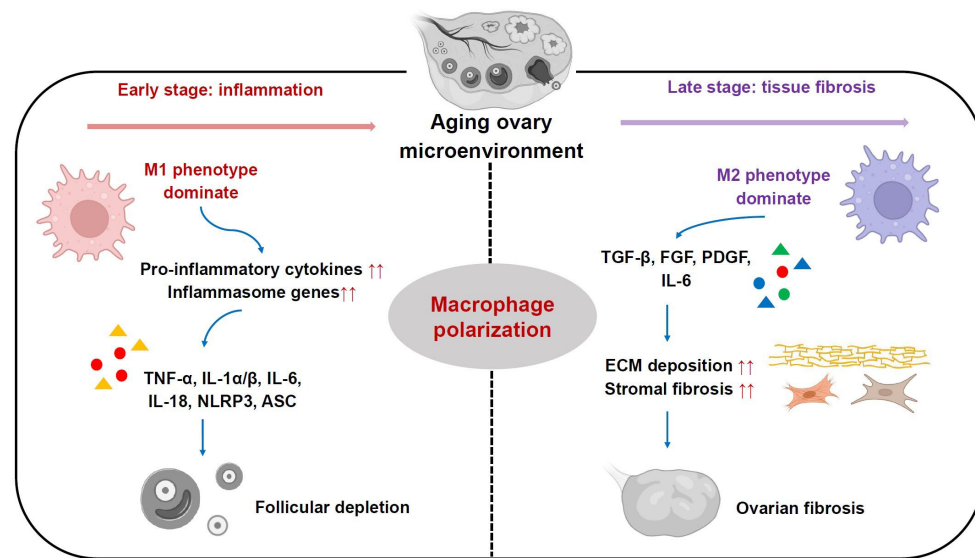 Early stage: inflammation
Aging ovary
microenvironment
Late stage: tissue fibrosis
M1 phenotype
dominate
Pro-inflammatory cytokines ↑↑
Inflammasome genes↑↑
TNF-α, IL-1α/β, IL-6,
IL-18, NLRP3, ASC
Follicular depletion
Macrophage
polarization
M2 phenotype
dominate
TGF-β, FGF, PDGF,
IL-6
ECM deposition ↑↑
Stromal fibrosis ↑↑
Ovarian fibrosis